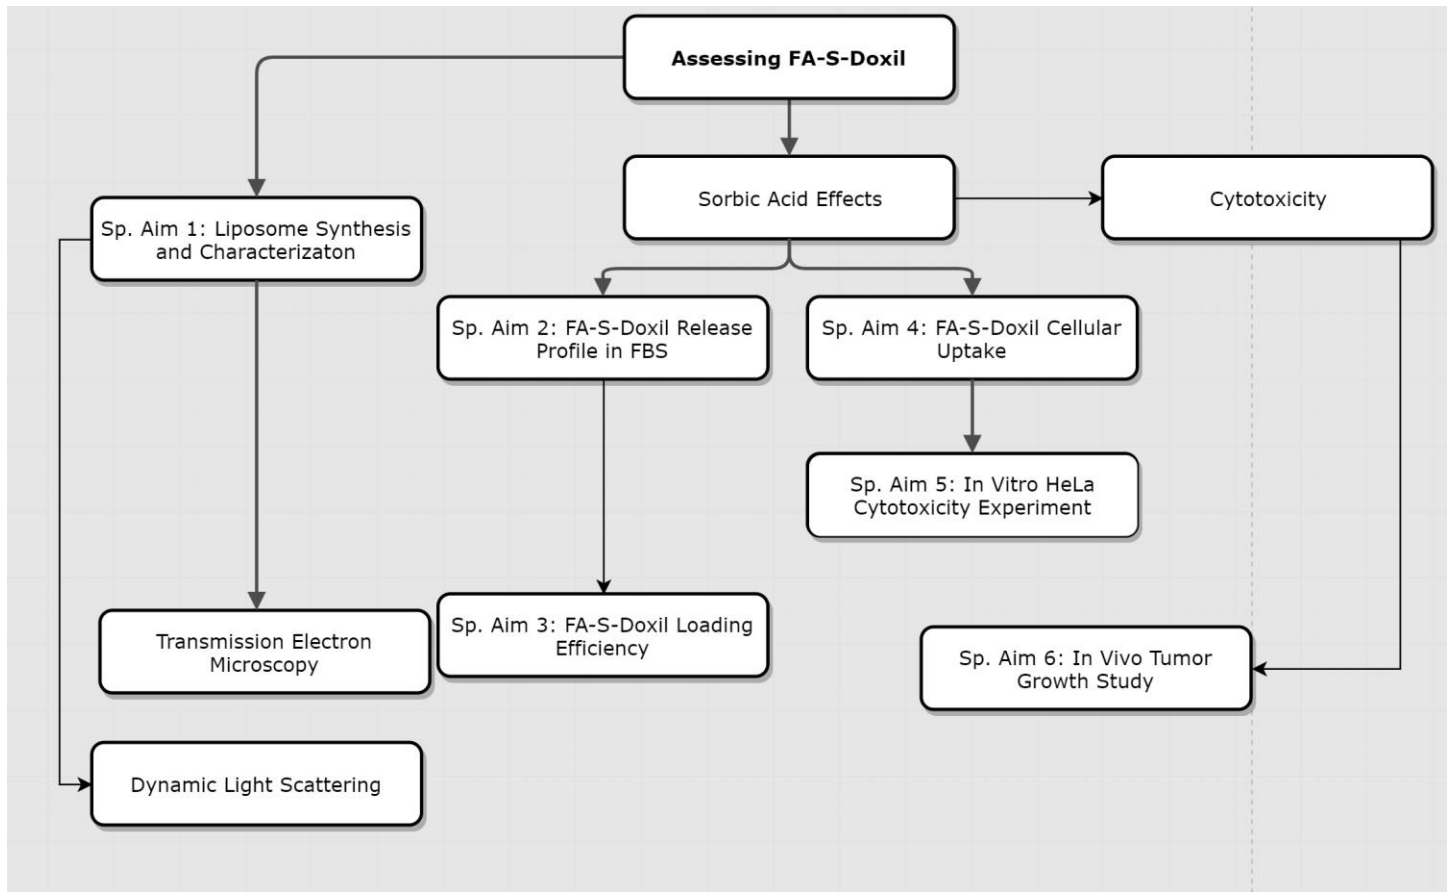 Assessing FA-S-Doxil
Sorbic Acid Effects
Cytotoxicity
Sp. Aim 1: Liposome Synthesis
and Characterizaton
Sp. Aim 2: FA-S-Doxil Release
Profile in FBS
Sp. Aim 4: FA-S-Doxil Cellular
Uptake
Sp. Aim 5: In Vitro HeLa
Cytotoxicity Experiment
Transmission Electron
Microscopy
Sp. Aim 3: FA-S-Doxil Loading
Efficiency
Sp. Aim 6: In Vivo Tumor
Growth Study
Dynamic Light Scattering